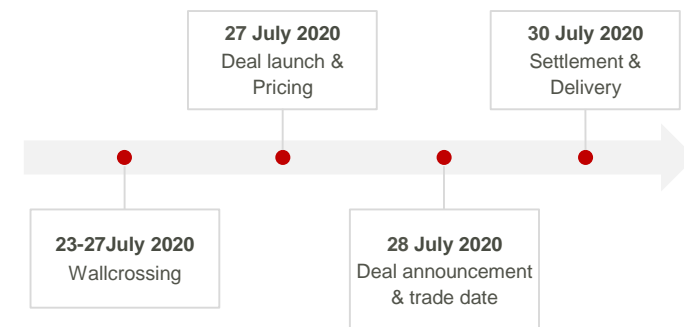 27 July 2020
Deal launch &
Pricing
30 July 2020
Settlement &
Delivery
23-27July 2020
Wallcrossing
28 July 2020
Deal announcement
& trade date